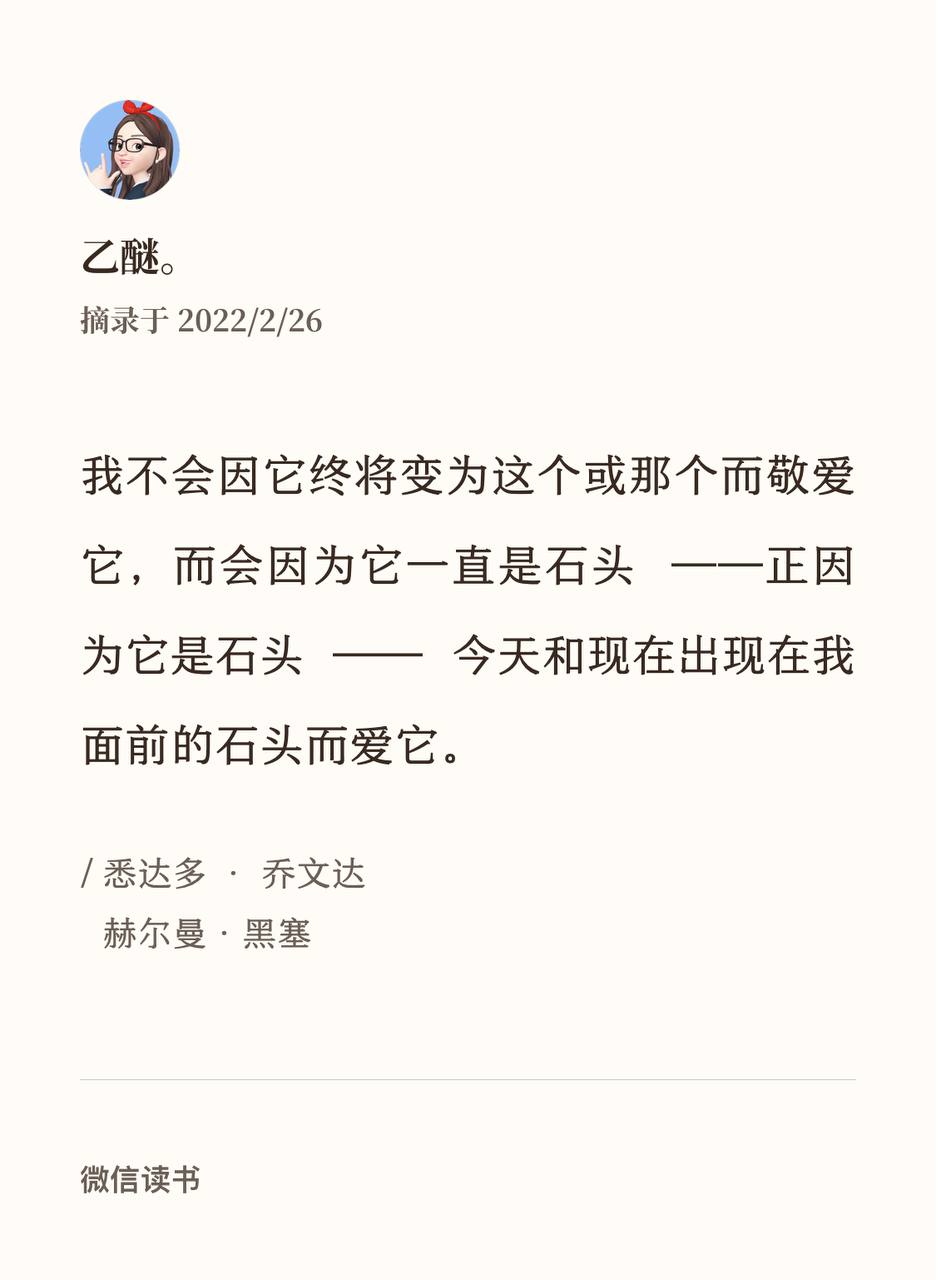 乙醚。
摘录于 2022/2/26
我不会因它终将变为这个或那个而敬爱
它，而会因为它一直是石头 ——正因
为它是石头 —— 今天和现在出现在我
面前的石头而爱它。
/ 悉达多 · 乔文达
赫尔曼 · 黑塞
微信读书